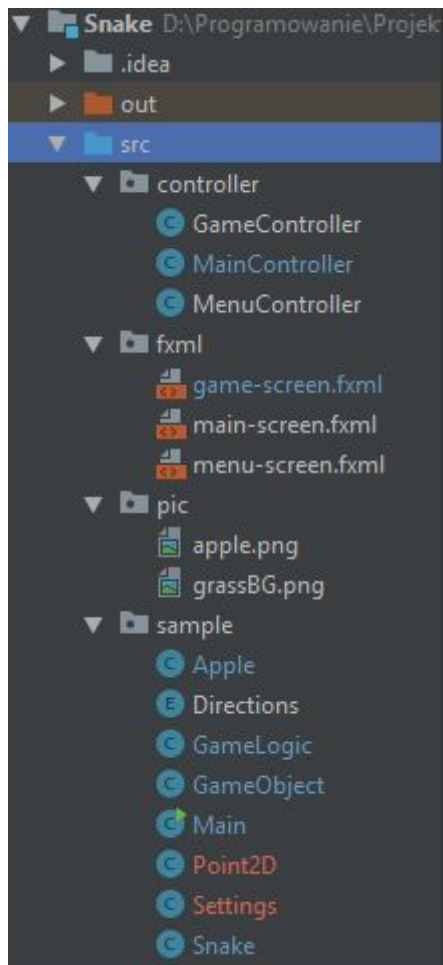 Snake D:\Programowanie\Projek
.idea
out
src
controller
GameController
MainController
MenuController
fxml
game-screen.fxml
main-screen.fxml
menu-screen.fxml
pic
apple.png
grassBG.png
sample
Apple
Directions
GameLogic
GameObject
Main
Point2D
Settings
Snake